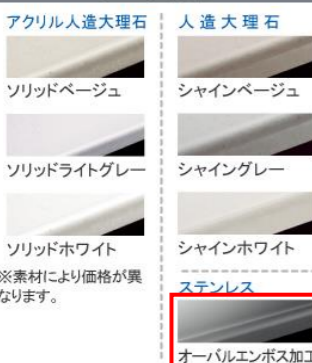 アクリル人造大理石
ソリッドベージュ
ソリッドライトグレー
ソリッドホワイト
※素材により価格が異
なります。
人造大理石
シャインベージュ
シャイングレー
シャインホワイト
ステンレス
オーバルエンボス加工